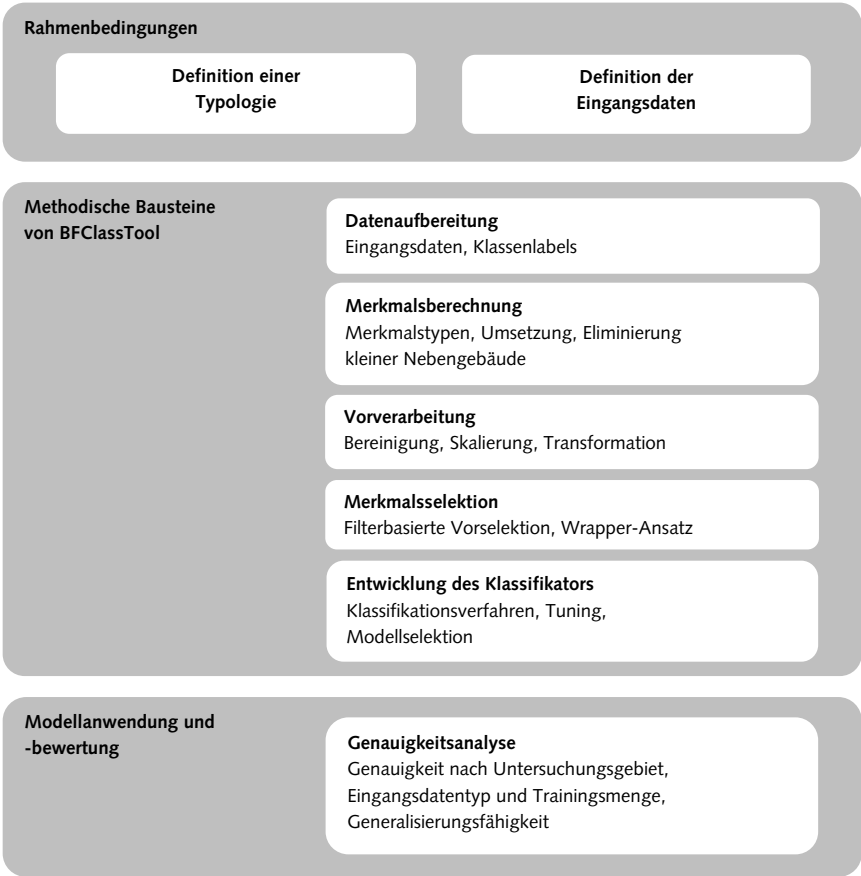 Rahmenbedingungen
Definition einer
Typologie
Definition der
Eingangsdaten
Methodische Bausteine
von BFClassTool
Datenaufbereitung
Eingangsdaten, Klassenlabels
Merkmalsberechnung
Merkmalstypen, Umsetzung, Eliminierung
kleiner Nebengebäude
Vorverarbeitung
Bereinigung, Skalierung, Transformation
Merkmalsselektion
Filterbasierte Vorselektion, Wrapper-Ansatz
Entwicklung des Klassifikators
Klassifikationsverfahren, Tuning,
Modellselektion
Modellanwendung und
-bewertung
Genauigkeitsanalyse
Genauigkeit nach Untersuchungsgebiet,
Eingangsdatentyp und Trainingsmenge,
Generalisierungsfähigkeit